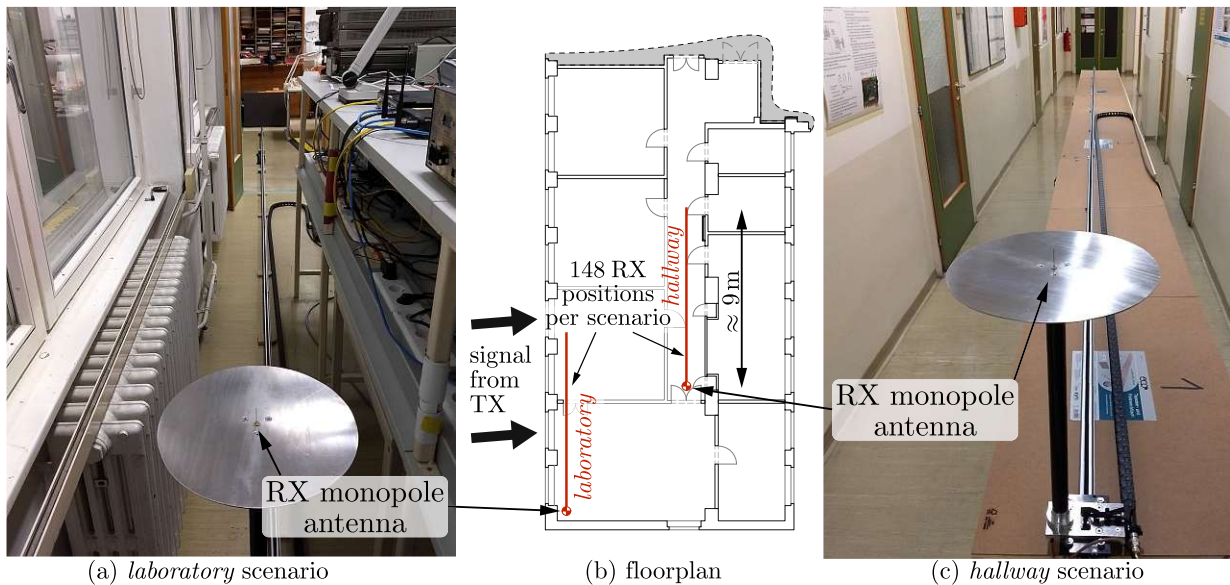 RX monopole
antenna
(a) laboratory scenario
148 RX
positions
per scenario
hallway
≈ 9 m
signal
from
TX
laboratory
(b) floorplan
RX monopole
antenna
(c) hallway scenario